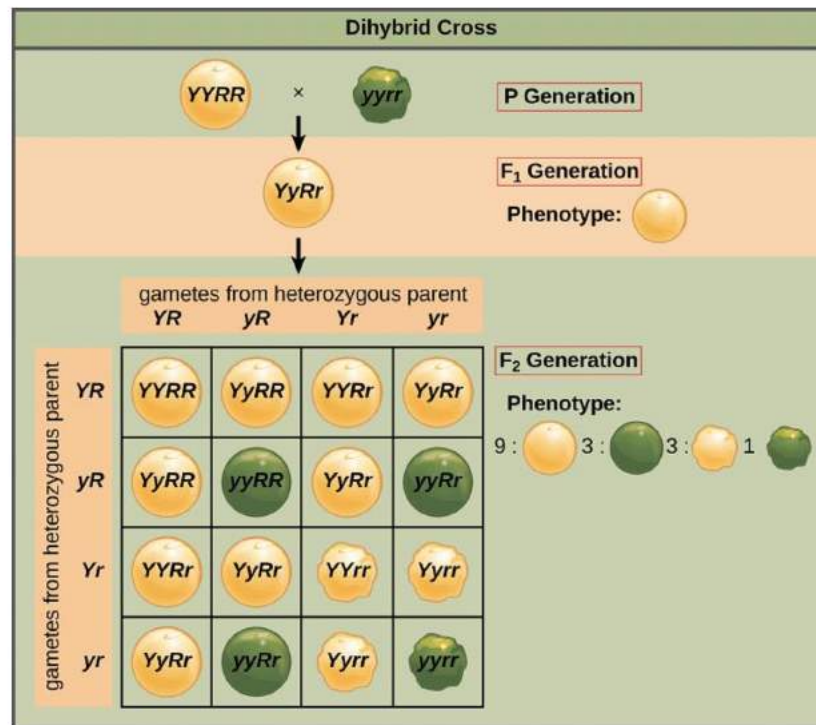 Dihybrid Cross
YYRR × yyrr
P Generation
YyRr
F₁ Generation
Phenotype:
gametes from heterozygous parent
YR yR Yr yr
gametes from heterozygous parent
YR YYRR YyRR YYRr YyRr
yR YyRR yyRR YyRr yyRr
Yr YYRr YyRr YYrr Yyrr
yr YyRr yyRr Yyrr yyrr
F₂ Generation
Phenotype:
9 : 3 : 3 : 1